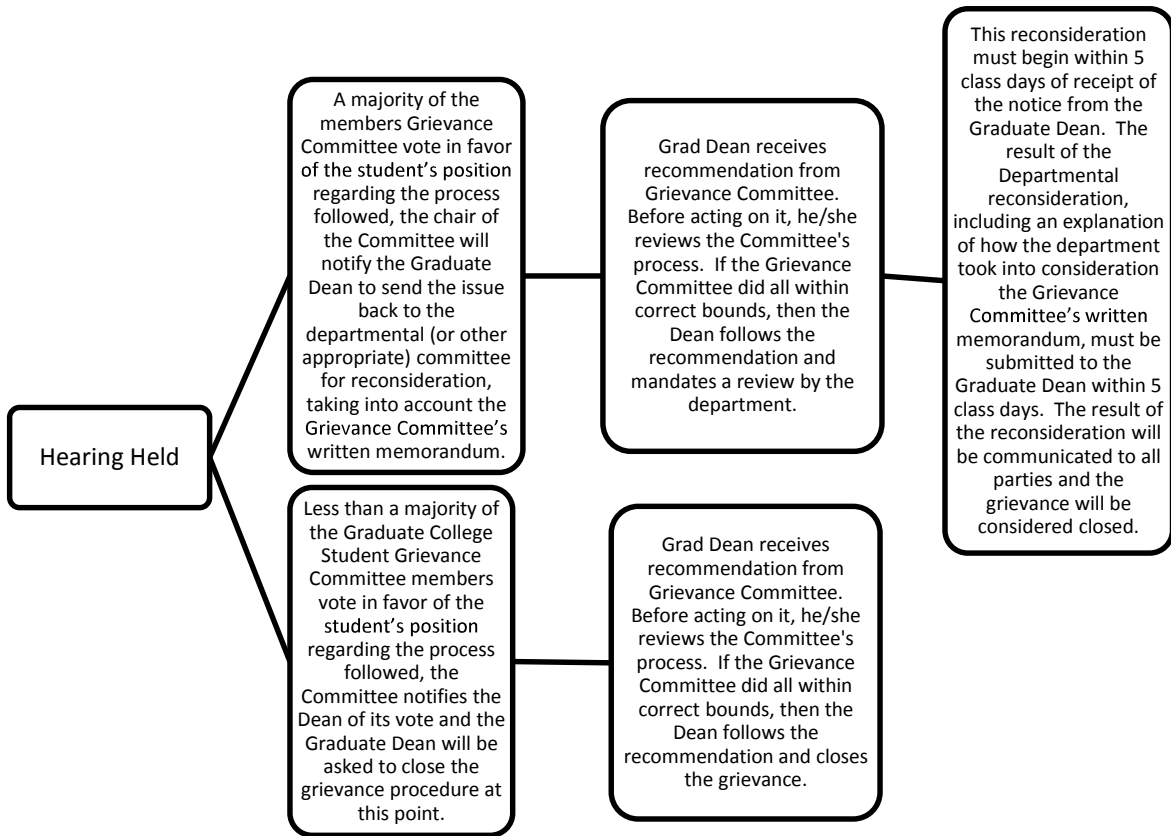 Hearing Held
A majority of the
members Grievance
Committee vote in favor
of the student’s position
regarding the process
followed, the chair of
the Committee will
notify the Graduate
Dean to send the issue
back to the
departmental (or other
appropriate) committee
for reconsideration,
taking into account the
Grievance Committee’s
written memorandum.
Grad Dean receives
recommendation from
Grievance Committee.
Before acting on it, he/she
reviews the Committee's
process.  If the Grievance
Committee did all within
correct bounds, then the
Dean follows the
recommendation and
mandates a review by the
department.
This reconsideration
must begin within 5
class days of receipt of
the notice from the
Graduate Dean.  The
result of the
Departmental
reconsideration,
including an explanation
of how the department
took into consideration
the Grievance
Committee’s written
memorandum, must be
submitted to the
Graduate Dean within 5
class days.  The result of
the reconsideration will
be communicated to all
parties and the
grievance will be
considered closed.
Less than a majority of
the Graduate College
Student Grievance
Committee members
vote in favor of the
student’s position
regarding the process
followed, the
Committee notifies the
Dean of its vote and the
Graduate Dean will be
asked to close the
grievance procedure at
this point.
Grad Dean receives
recommendation from
Grievance Committee.
Before acting on it, he/she
reviews the Committee's
process.  If the Grievance
Committee did all within
correct bounds, then the
Dean follows the
recommendation and closes
the grievance.